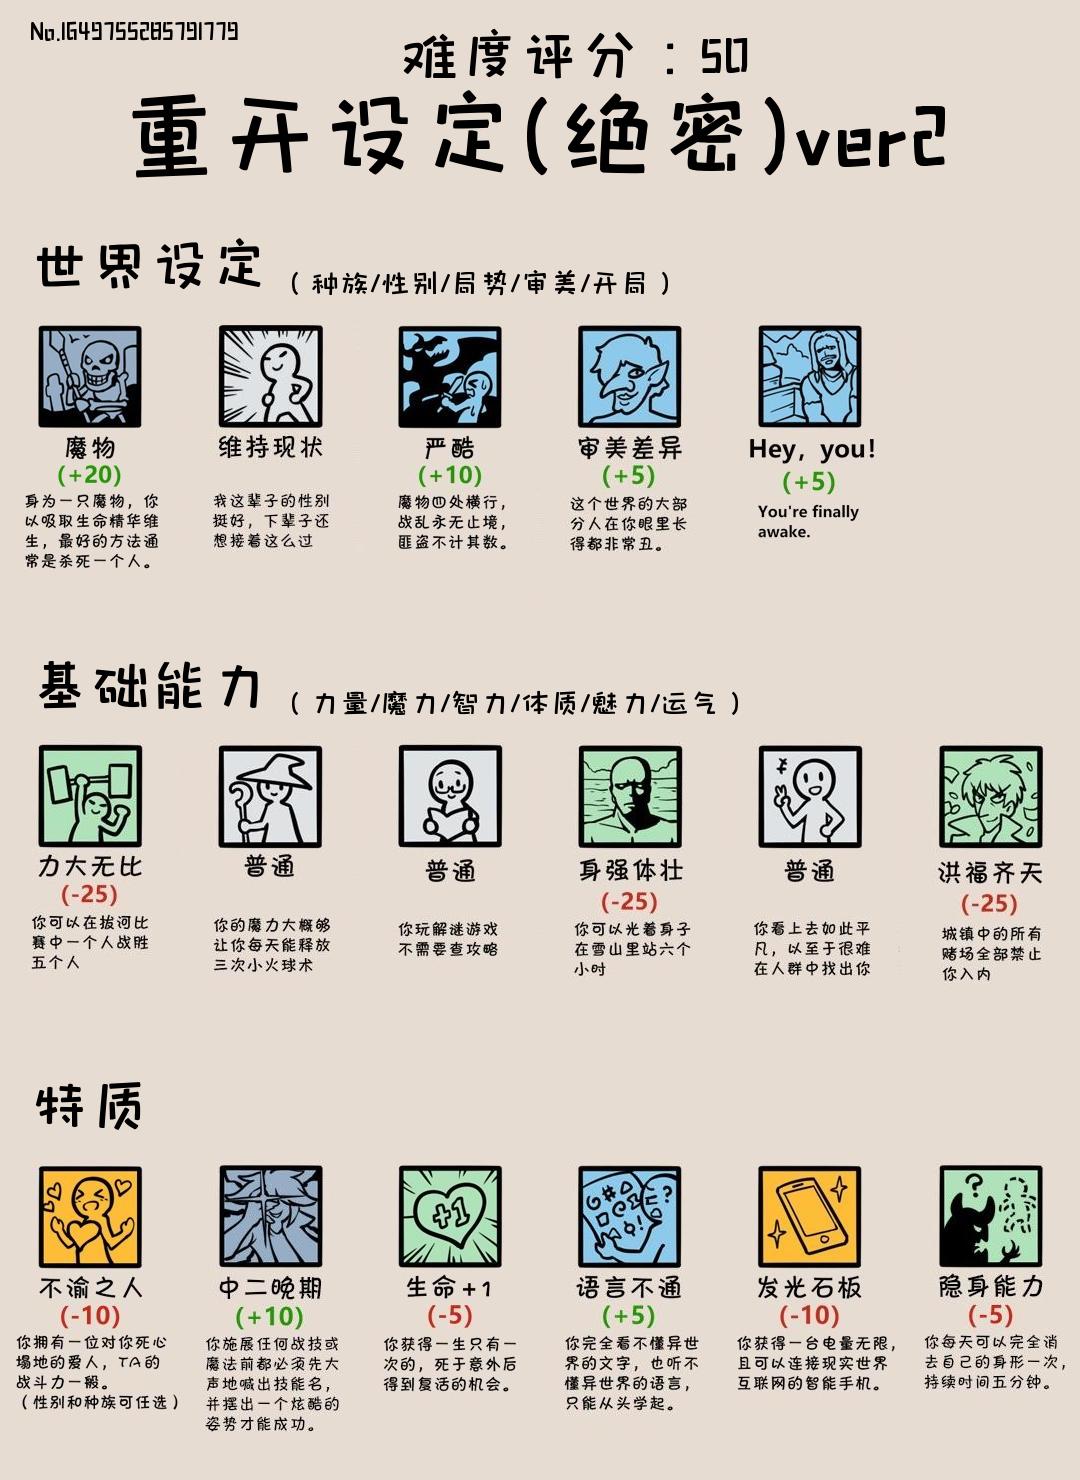 No.1649755285791779
难度评分：50
重开设定(绝密)ver2
世界设定 （种族/性别/局势/审美/开局）
魔物
(+20)
身为一只魔物，你
以吸取生命精华维
生，最好的方法通
常是杀死一个人。
维持现状
我这辈子的性别
挺好，下辈子还
想接着这么过
严酷
(+10)
魔物四处横行，
战乱永无止境，
匪盗不计其数。
审美差异
(+5)
这个世界的大部
分人在你眼里长
得都非常丑。
Hey, you!
(+5)
You're finally
awake.
基础能力 （力量/魔力/智力/体质/魅力/运气）
力大无比
(-25)
你可以在拔河比
赛中一个人战胜
五个人
普通
你的魔力大概够
让你每天能释放
三次小火球术
普通
你玩解谜游戏
不需要查攻略
身强体壮
(-25)
你可以光着身子
在雪山里站六个
小时
普通
你看上去如此平
凡，以至于很难
在人群中找出你
洪福齐天
(-25)
城镇中的所有
赌场全部禁止
你入内
特质
不渝之人
(-10)
你拥有一位对你死心
塌地的爱人，TA的
战斗力一般。
（性别和种族可任选）
中二晚期
(+10)
你施展任何战技或
魔法前都必须先大
声地喊出技能名，
并摆出一个炫酷的
姿势才能成功。
+1
生命+1
(-5)
你获得一生只有一
次的，死于意外后
得到复活的机会。
语言不通
(+5)
你完全看不懂异世
界的文字，也听不
懂异世界的语言，
只能从头学起。
发光石板
(-10)
你获得一台电量无限，
且可以连接现实世界
互联网的智能手机。
隐身能力
(-5)
你每天可以完全消
去自己的身形一次，
持续时间五分钟。